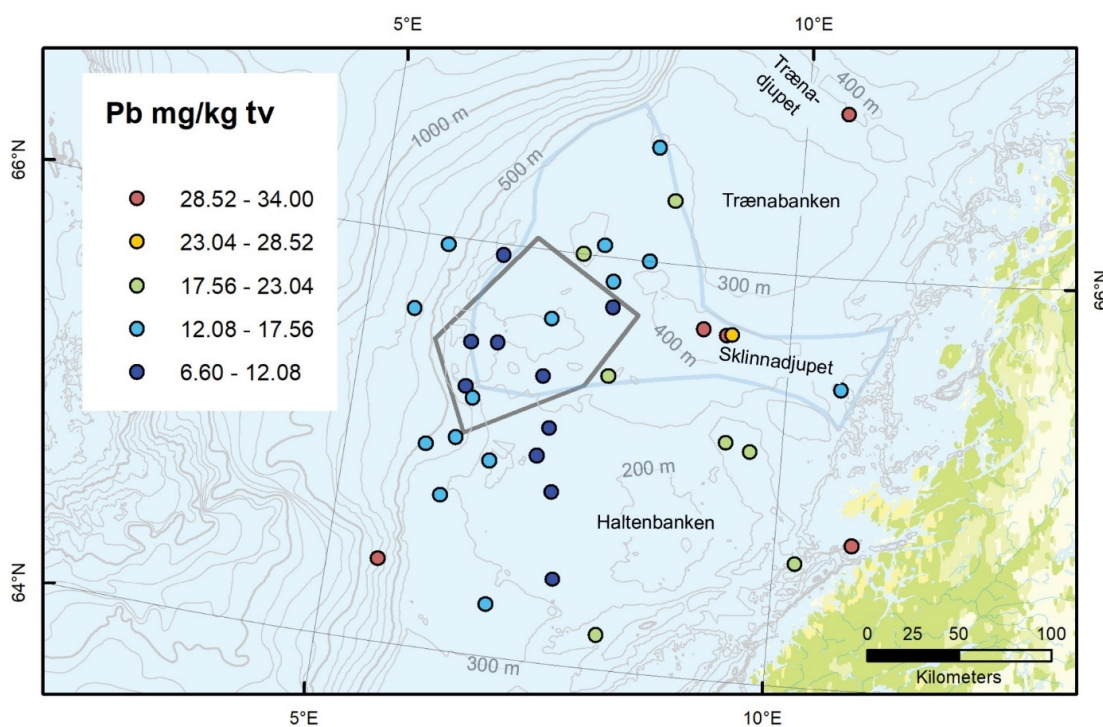 5°E
10°E
Pb mg/kg tv
28.52 - 34.00
23.04 - 28.52
17.56 - 23.04
12.08 - 17.56
6.60 - 12.08
Træna-
djupet
400 m
1000 m
500 m
66°N
Trænabanken
300 m
66°N
400 m
Sklinnadjupet
200 m
Haltenbanken
64°N
300 m
0 25 50 100
Kilometers
5°E
10°E